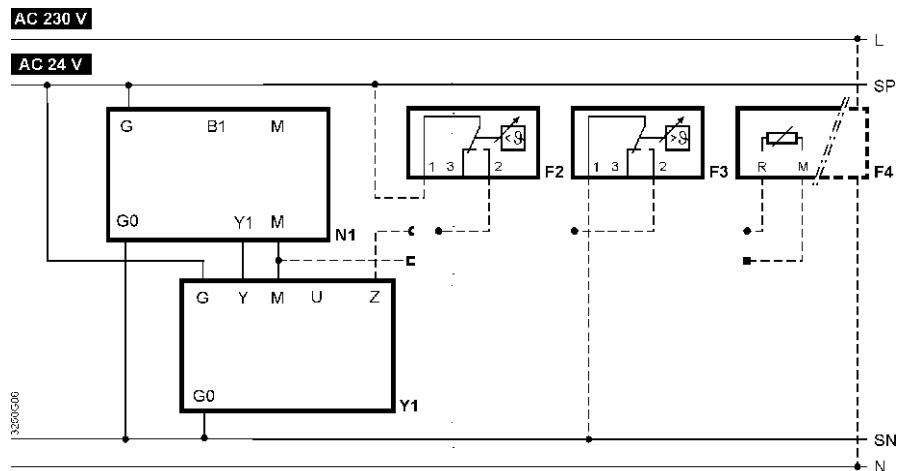 AC 230 V
L
AC 24 V
SP
G B1 M
1 3 2
<ϑ
F2
1 3 2
>ϑ
F3
R M
F4
G0 Y1 M
N1
G Y M U Z
G0
Y1
3250G06
SN
N